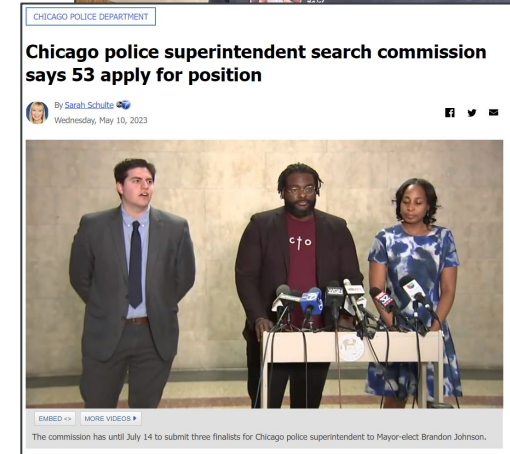 CHICAGO POLICE DEPARTMENT
Chicago police superintendent search commission
says 53 apply for position
By Sarah Schulte
Wednesday, May 10, 2023
cto
EMBED <> MORE VIDEOS
The commission has until July 14 to submit three finalists for Chicago police superintendent to Mayor-elect Brandon Johnson.